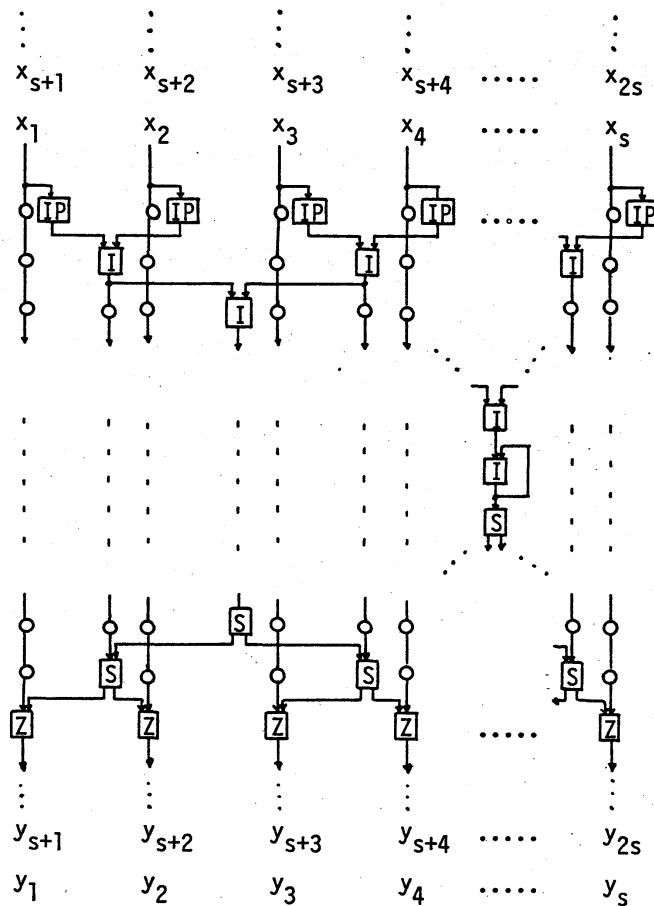 x_{s+1} x_{s+2} x_{s+3} x_{s+4} ..... x_{2s}
x_1 x_2 x_3 x_4 ..... x_s
IP IP IP IP ..... IP
I I I
I
I
I
S
S
S S S
Z Z Z Z ..... Z
y_{s+1} y_{s+2} y_{s+3} y_{s+4} ..... y_{2s}
y_1 y_2 y_3 y_4 ..... y_s